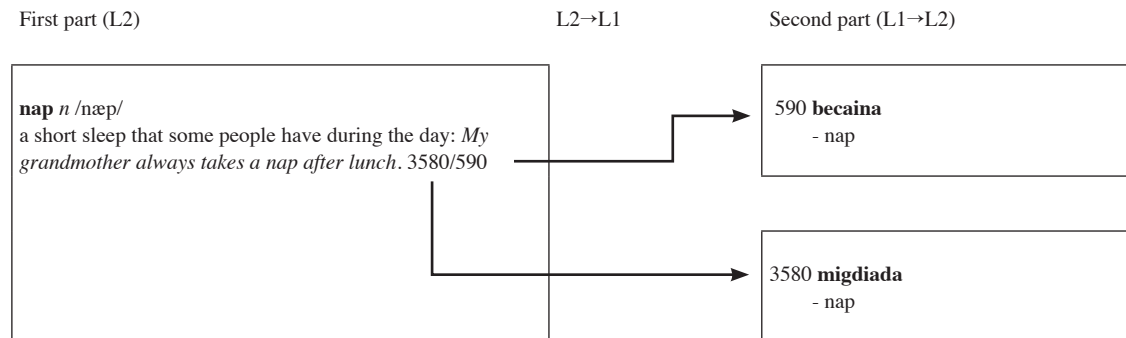 First part (L2)
L2→L1
Second part (L1→L2)
nap n /næp/
a short sleep that some people have during the day: My
grandmother always takes a nap after lunch. 3580/590
590 becaina
- nap
3580 migdiada
- nap